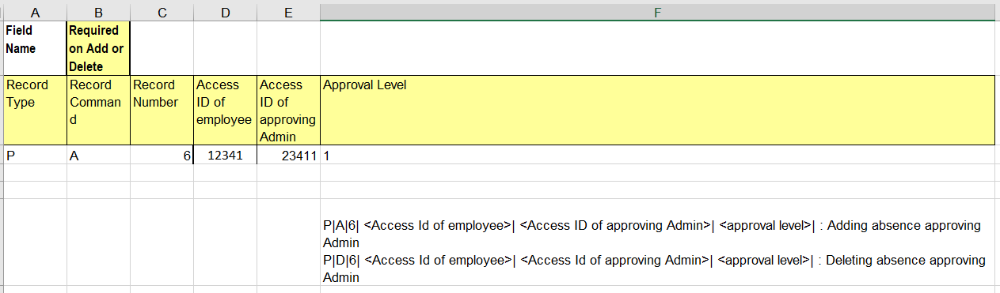 A B C D E F
Field Name Required on Add or Delete
Record Type Record Command Record Number Access ID of employee Access ID of approving Admin Approval Level
P A 6 12341 23411 1
P|A|6| <Access Id of employee>| <Access ID of approving Admin>| <approval level>| : Adding absence approving
Admin
P|D|6| <Access Id of employee>| <Access Id of approving Admin>| <approval level>| : Deleting absence approving
Admin